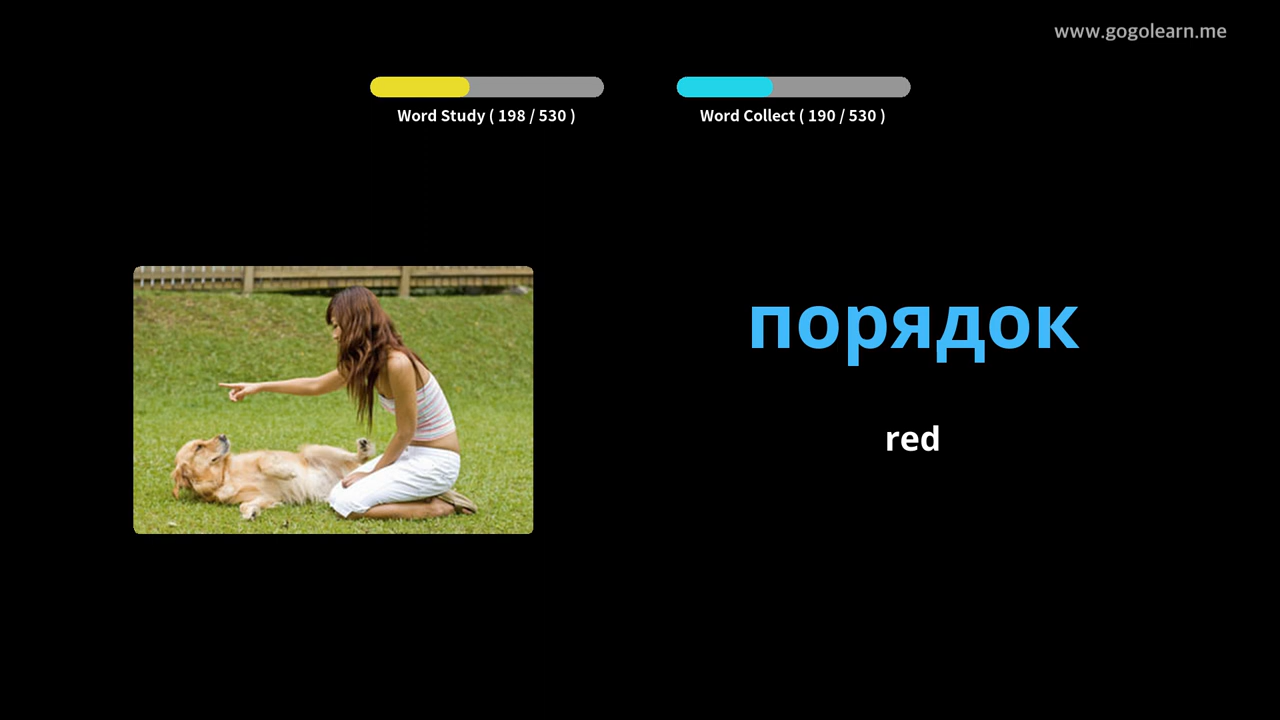 www.gogolearn.me
Word Study ( 198 / 530 )
Word Collect ( 190 / 530 )
порядок
red